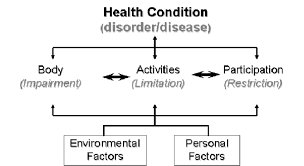 Health Condition
(disorder/disease)
Body Activities Participation
(Impairment) (Limitation) (Restriction)
Environmental Personal
Factors Factors